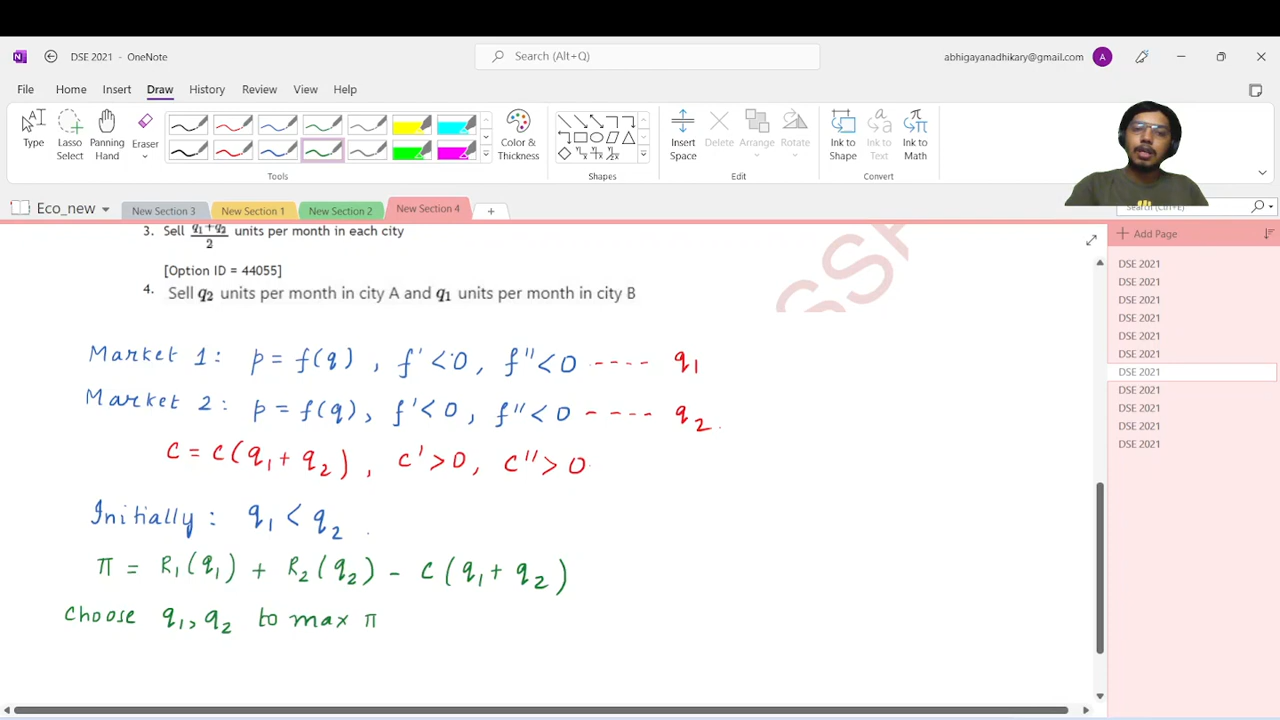 DSE 2021 - OneNote
Search (Alt+Q)
abhigayanadhikary@gmail.com
A
File Home Insert Draw History Review View Help
Type
Lasso Select
Panning Hand
Eraser
Color & Thickness
Insert Space
Delete
Arrange
Rotate
Ink to Shape
Ink to Text
Ink to Math
Tools
Shapes
Edit
Convert
Eco_new
New Section 3
New Section 1
New Section 2
New Section 4
Search (Ctrl+E)
Add Page
3. Sell (q₁+q₂)/2 units per month in each city
[Option ID = 44055]
4. Sell q₂ units per month in city A and q₁ units per month in city B
Market 1: p = f(q), f' < 0, f'' < 0 ---- q₁
Market 2: p = f(q), f' < 0, f'' < 0 ---- q₂
c = c(q₁ + q₂), c' > 0, c'' > 0
Initially: q₁ < q₂
π = R₁(q₁) + R₂(q₂) - c(q₁ + q₂)
Choose q₁, q₂ to max π
DSE 2021
DSE 2021
DSE 2021
DSE 2021
DSE 2021
DSE 2021
DSE 2021
DSE 2021
DSE 2021
DSE 2021
DSE 2021